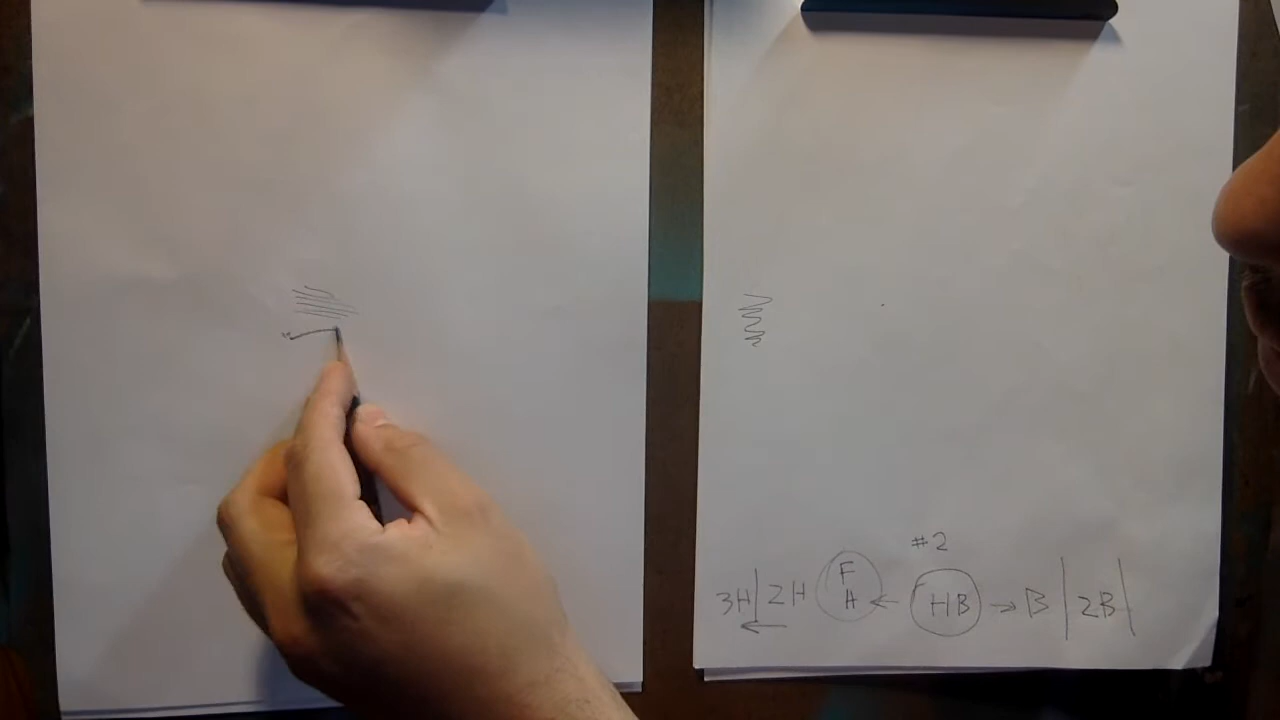 #2
3H| 2H F H ← HB → B | 2B |
←